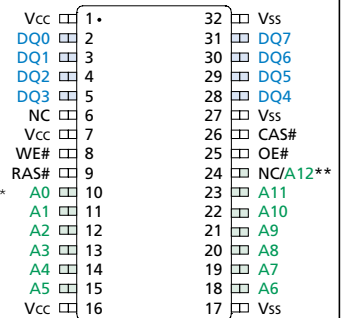 Vcc 1 • 32 Vss
DQ0 2 31 DQ7
DQ1 3 30 DQ6
DQ2 4 29 DQ5
DQ3 5 28 DQ4
NC 6 27 Vss
Vcc 7 26 CAS#
WE# 8 25 OE#
RAS# 9 24 NC/A12**
* A0 10 23 A11
A1 11 22 A10
A2 12 21 A9
A3 13 20 A8
A4 14 19 A7
A5 15 18 A6
Vcc 16 17 Vss